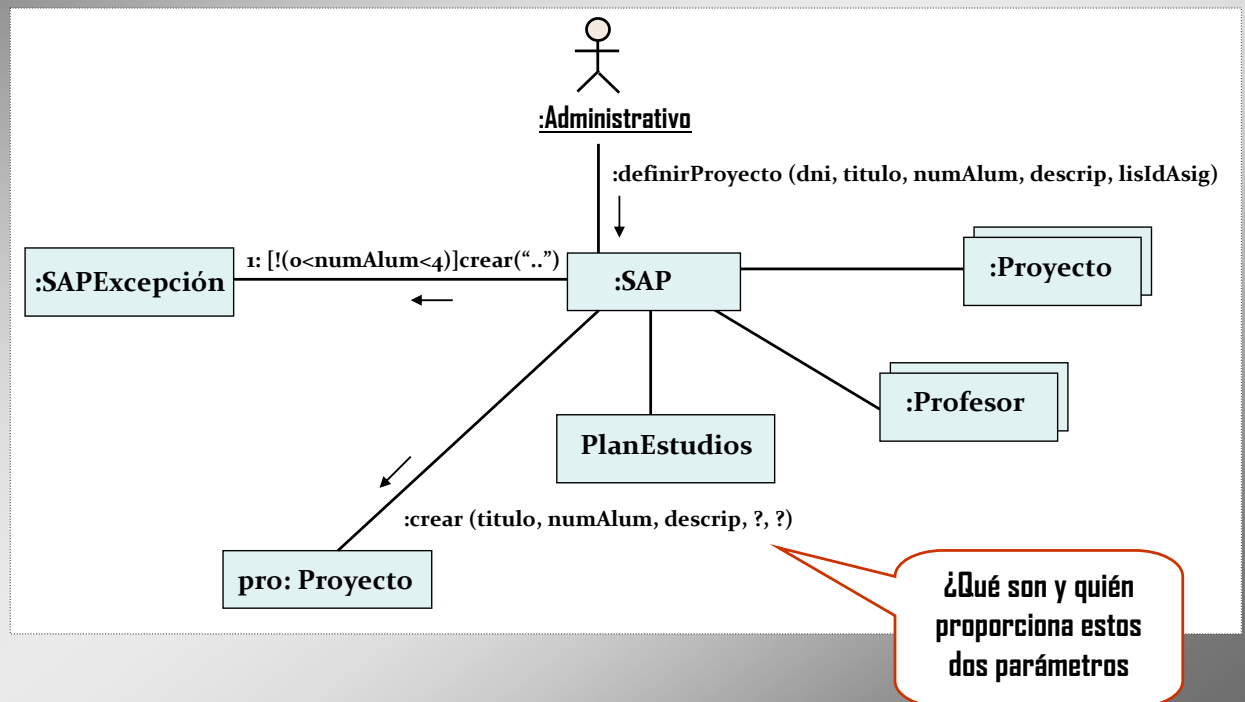 :Administrativo
:definirProyecto (dni, titulo, numAlum, descrip, lisIdAsig)
1: [!(0<numAlum<4)]crear(“..”)
:SAPExcepción
:SAP
:Proyecto
:Profesor
PlanEstudios
:crear (titulo, numAlum, descrip, ?, ?)
pro: Proyecto
¿Qué son y quién
proporciona estos
dos parámetros